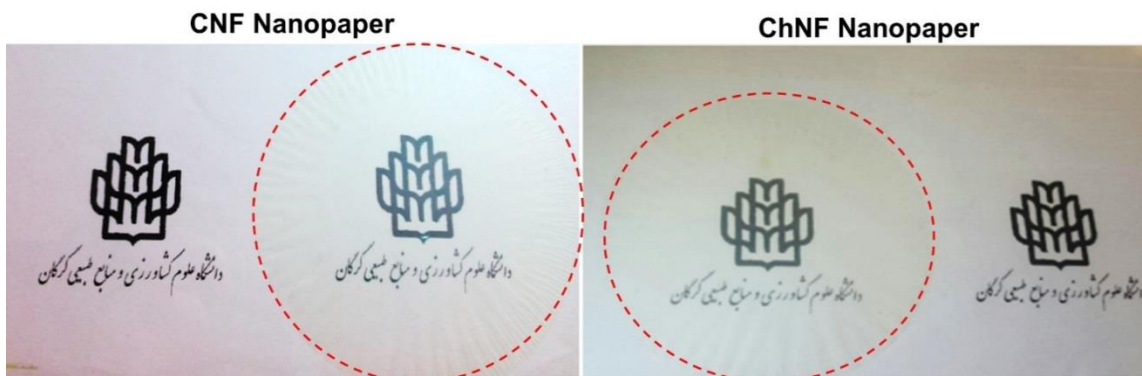 CNF Nanopaper
ChNF Nanopaper
دانشگاه علوم کشاورزی و منابع طبیعی گرگان
دانشگاه علوم کشاورزی و منابع طبیعی گرگان
دانشگاه علوم کشاورزی و منابع طبیعی گرگان
دانشگاه علوم کشاورزی و منابع طبیعی گرگان